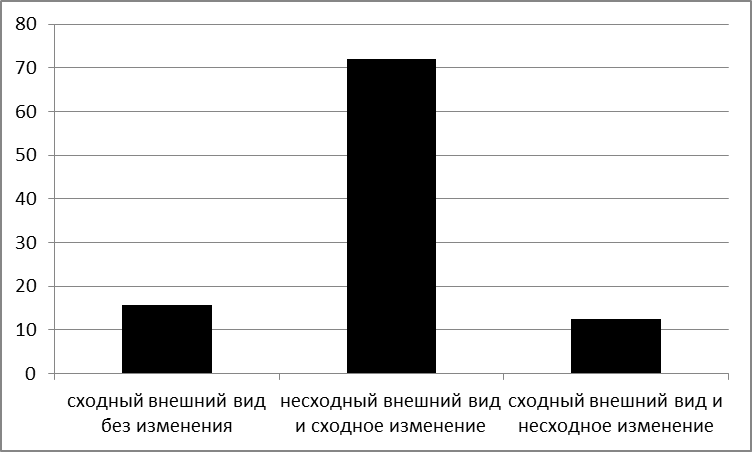 80
70
60
50
40
30
20
10
0
сходный внешний вид
без изменения
несходный внешний вид
и сходное изменение
сходный внешний вид и
несходное изменение